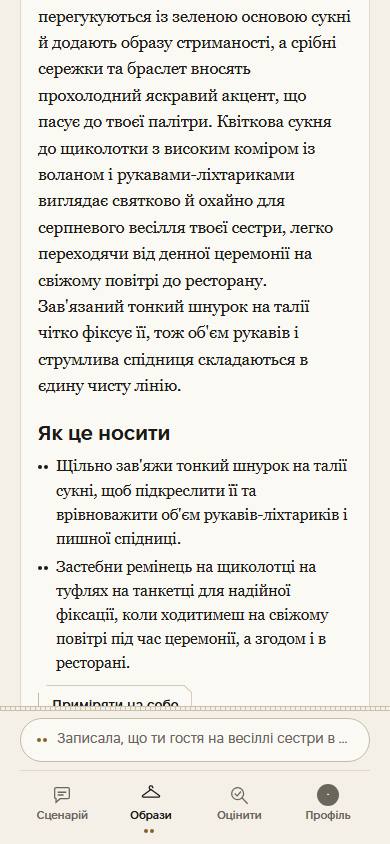 перегукуються із зеленою основою сукні
й додають образу стриманості, а срібні
сережки та браслет вносять
прохолодний яскравий акцент, що
пасує до твоєї палітри. Квіткова сукня
до щиколотки з високим коміром із
воланом і рукавами-ліхтариками
виглядає святково й охайно для
серпневого весілля твоєї сестри, легко
переходячи від денної церемонії на
свіжому повітрі до ресторану.
Зав'язаний тонкий шнурок на талії
чітко фіксує її, тож об'єм рукавів і
струмлива спідниця складаються в
єдину чисту лінію.
Як це носити
Щільно зав'яжи тонкий шнурок на талії
сукні, щоб підкреслити її та
врівноважити об'єм рукавів-ліхтариків і
пишної спідниці.
Застебни ремінець на щиколотці на
туфлях на танкетці для надійної
фіксації, коли ходитимеш на свіжому
повітрі під час церемонії, а згодом і в
ресторані.
Приміряти на себе
Записала, що ти гостя на весіллі сестри в ...
Сценарій Образи Оцінити Профіль